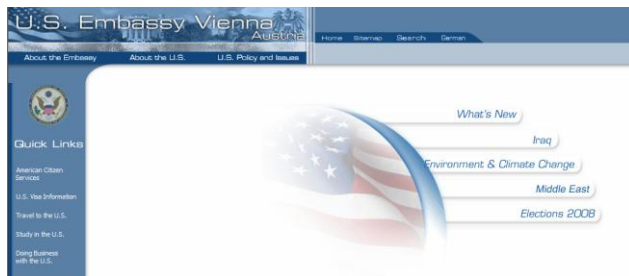 U.S. Embassy Vienna
Austria
Home Sitemap Search German
About the Embassy About the U.S. U.S. Policy and Issues
What's New
Iraq
Environment & Climate Change
Middle East
Elections 2008
Quick Links
American Citizen
Services
U.S. Visa Information
Travel to the U.S.
Study in the U.S.
Doing Business
with the U.S.